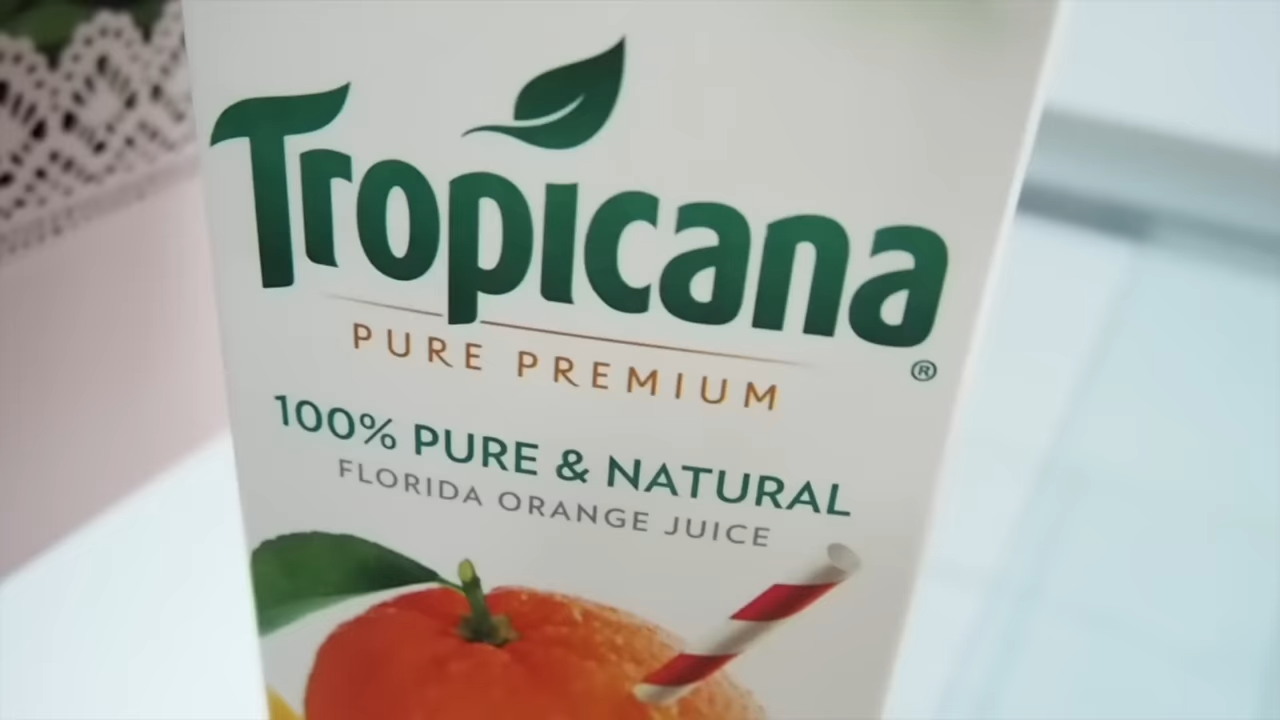 Tropicana
®
PURE PREMIUM
100% PURE & NATURAL
FLORIDA ORANGE JUICE